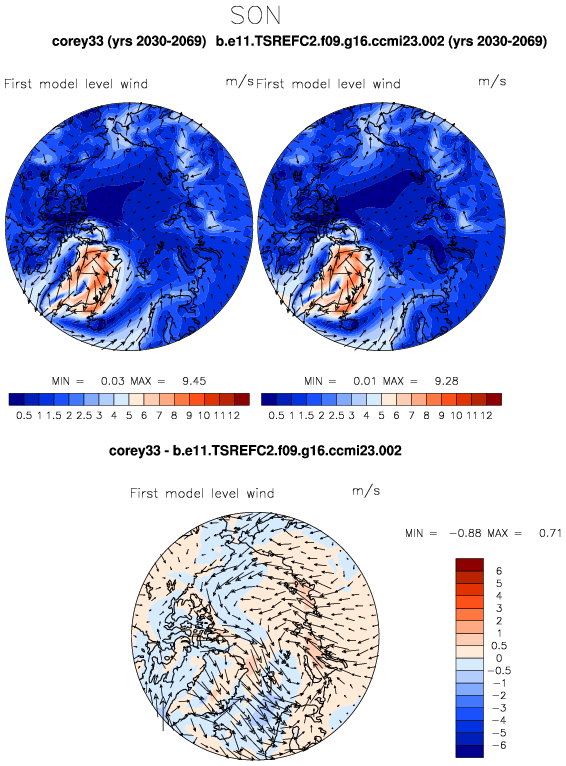 SON
corey33 (yrs 2030-2069) b.e11.TSREFC2.f09.g16.ccmi23.002 (yrs 2030-2069)
First model level wind m/s First model level wind m/s
MIN = 0.03 MAX = 9.45 MIN = 0.01 MAX = 9.28
0.5 1 1.5 2 2.5 3 4 5 6 7 8 9 10 11 12 0.5 1 1.5 2 2.5 3 4 5 6 7 8 9 10 11 12
corey33 - b.e11.TSREFC2.f09.g16.ccmi23.002
First model level wind m/s
MIN = -0.88 MAX = 0.71
6
5
4
3
2
1
0.5
0
-0.5
-1
-2
-3
-4
-5
-6